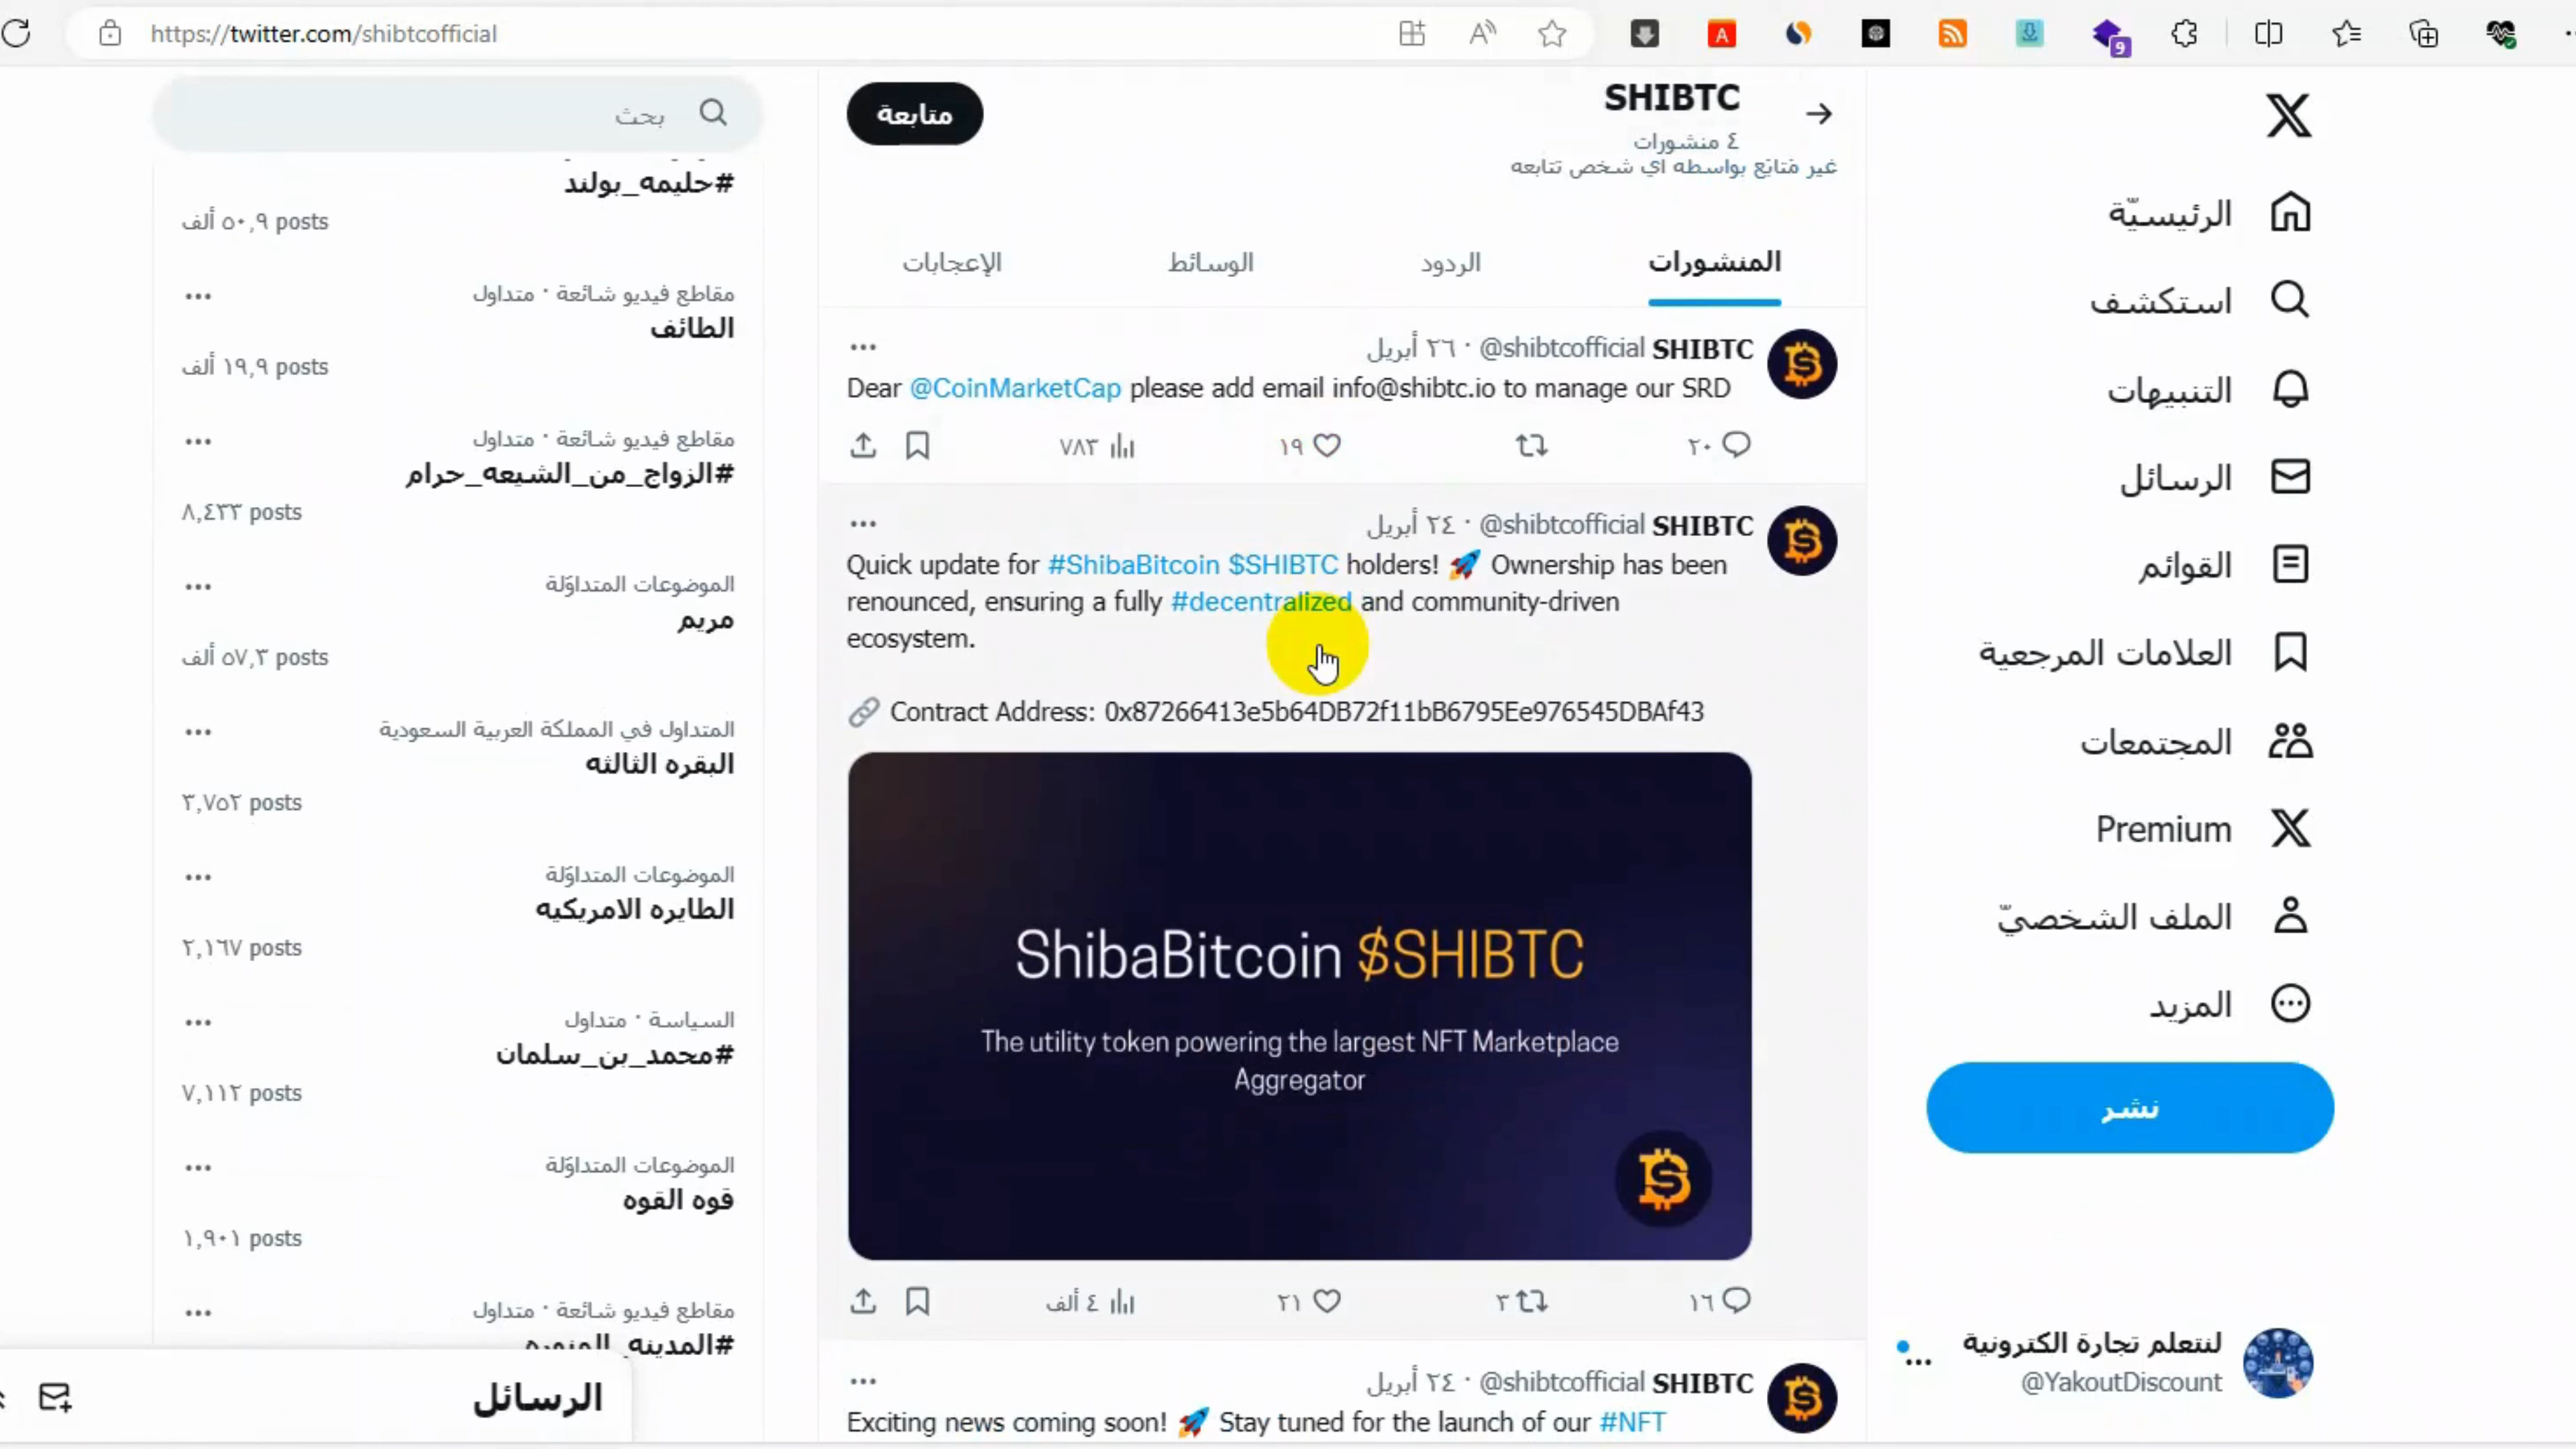 https://twitter.com/shibtcofficial
9
بحث
#حليمه_بولند
٥٠,٩ ألف posts
مقاطع فيديو شائعة · متداول
الطائف
١٩,٩ ألف posts
مقاطع فيديو شائعة · متداول
#الزواج_من_الشيعه_حرام
٨,٤٣٣ posts
الموضوعات المتداوّلة
مريم
٥٧,٣ ألف posts
المتداول في المملكة العربية السعودية
البقره الثالثه
٣,٧٥٢ posts
الموضوعات المتداوّلة
الطايره الامريكيه
٢,١٦٧ posts
السياسة · متداول
#محمد_بن_سلمان
٧,١١٢ posts
الموضوعات المتداوّلة
قوه القوه
١,٩٠١ posts
مقاطع فيديو شائعة · متداول
#المدينه_المنوره
الرسائل
متابعة
SHIBTC
٤ منشورات
غير مُتابَع بواسطه اي شخص تتابعه
المنشورات
الردود
الوسائط
الإعجابات
SHIBTC @shibtcofficial · ٢٦ أبريل
Dear @CoinMarketCap please add email info@shibtc.io to manage our SRD
٢٠
١٩
٧٨٣
SHIBTC @shibtcofficial · ٢٤ أبريل
Quick update for #ShibaBitcoin $SHIBTC holders! 🚀 Ownership has been
renounced, ensuring a fully #decentralized and community-driven
ecosystem.
🔗 Contract Address: 0x87266413e5b64DB72f11bB6795Ee976545DBAf43
ShibaBitcoin $SHIBTC
The utility token powering the largest NFT Marketplace
Aggregator
١٦
٣
٢١
٤ ألف
SHIBTC @shibtcofficial · ٢٤ أبريل
Exciting news coming soon! 🚀 Stay tuned for the launch of our #NFT
الرئيسيّة
استكشف
التنبيهات
الرسائل
القوائم
العلامات المرجعية
المجتمعات
Premium
الملف الشخصيّ
المزيد
نشر
لنتعلم تجارة الكترونية
@YakoutDiscount